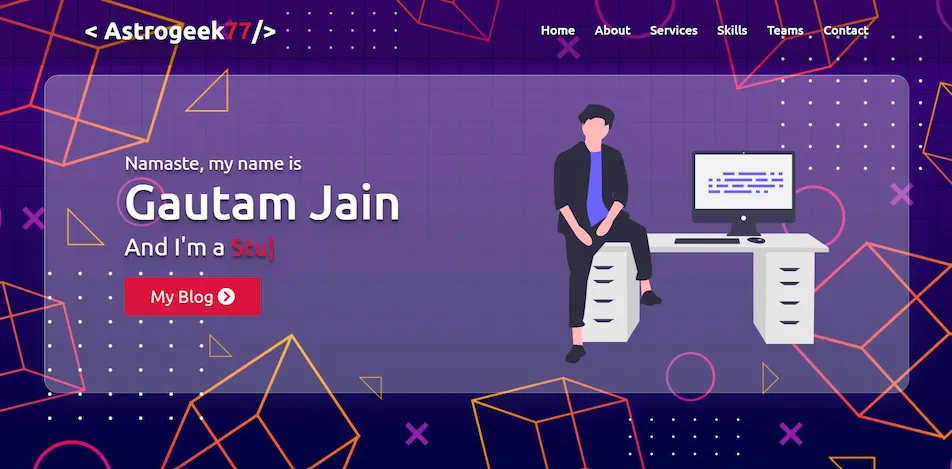 < Astrogeek77/>
Home About Services Skills Teams Contact
Namaste, my name is
Gautam Jain
And I'm a Stu|
My Blog